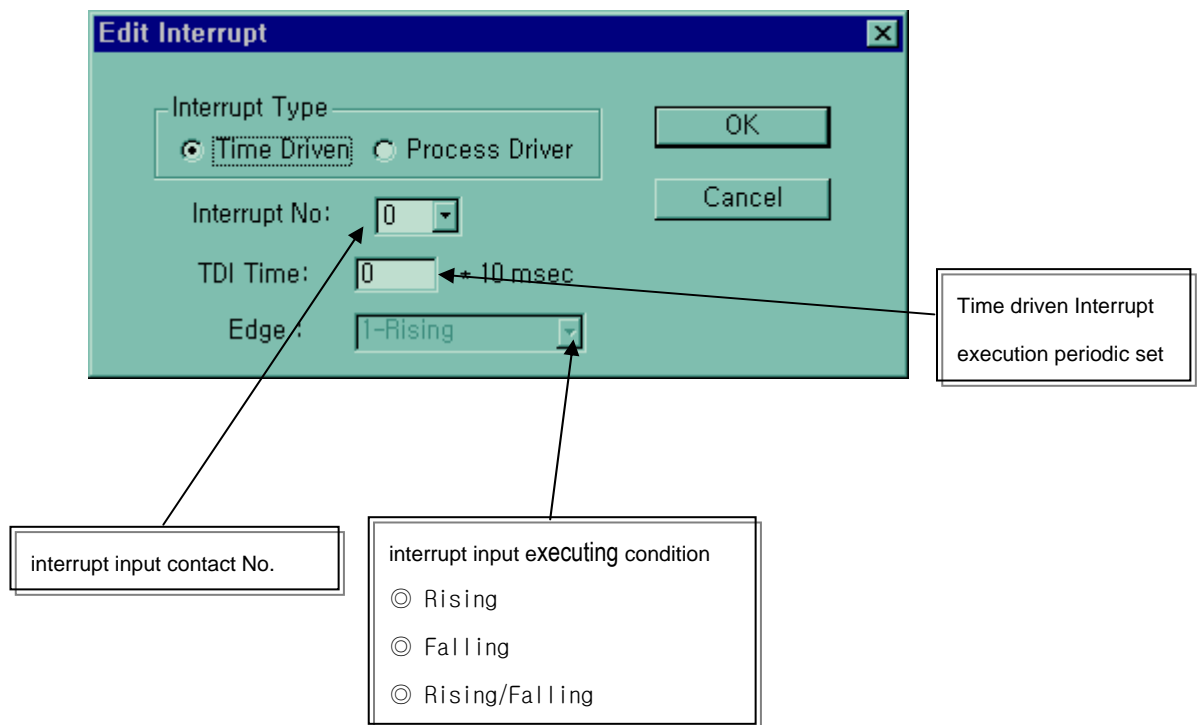 Edit Interrupt
Interrupt Type
Time Driven Process Driver
OK
Cancel
Interrupt No: 0
TDI Time: 0 * 10 msec
Edge : 1-Rising
Time driven Interrupt
execution periodic set
interrupt input contact No.
interrupt input executing condition
◎ Rising
◎ Falling
◎ Rising/Falling